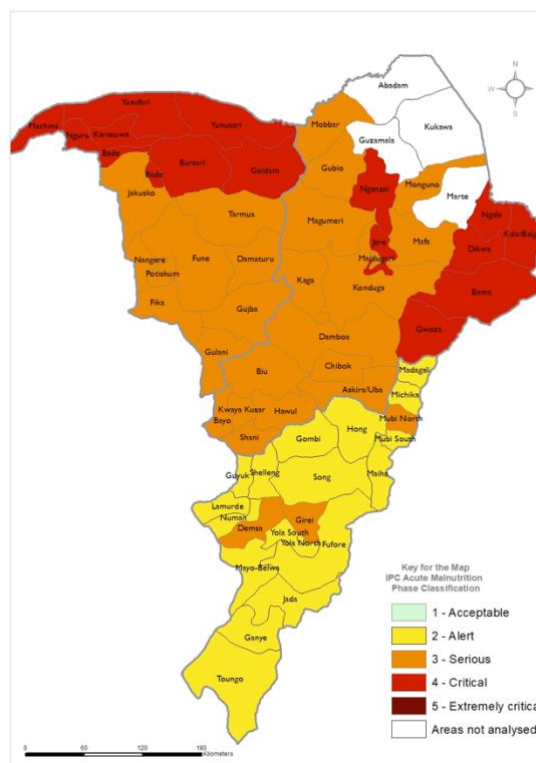 N
W
S
Abadam
Yusufari
Kukawa
Machina
Yunusari
Mobbar
Nguru
Karasuwa
Guzamala
Bade
Bursari
Geidam
Gubio
Nganzai
Monguno
Marte
Bade
Jakusko
Ngala
Kala/Balge
Tarmua
Magumeri
Jere
Mafa
Dikwa
Nangere
Fune
Damaturu
Maiduguri
Potiskum
Kaga
Konduga
Bama
Fika
Gujba
Gwoza
Damboa
Gulani
Biu
Chibok
Madagali
Askira/Uba
Michika
Kwaya Kusar
Hawul
Bayo
Mubi North
Shani
Hong
Gombi
Mubi South
Shelleng
Guyuk
Song
Maiha
Lamurde
Numan
Girei
Demsa
Yola South
Yola North
Fufore
Mayo-Belwa
Jada
Ganye
Toungo
Key for the Map
IPC Acute Malnutrition
Phase Classification
1 - Acceptable
2 - Alert
3 - Serious
4 - Critical
5 - Extremely critica
Areas not analysed
0 60 120 180
Kilometers